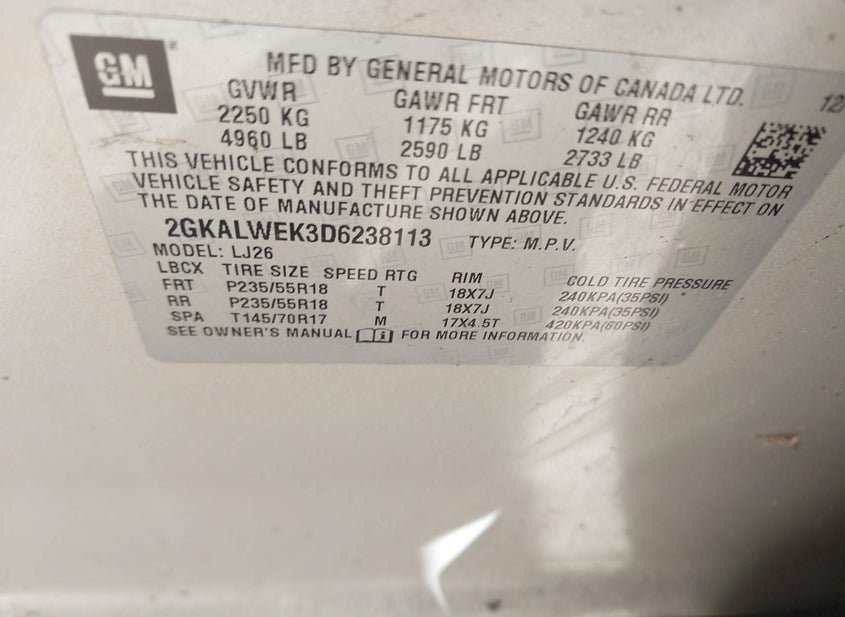 GM
MFD BY GENERAL MOTORS OF CANADA LTD.
12/
GVWR GAWR FRT GAWR RR
2250 KG 1175 KG 1240 KG
4960 LB 2590 LB 2733 LB
THIS VEHICLE CONFORMS TO ALL APPLICABLE U.S. FEDERAL MOTOR
VEHICLE SAFETY AND THEFT PREVENTION STANDARDS IN EFFECT ON
THE DATE OF MANUFACTURE SHOWN ABOVE.
2GKALWEK3D6238113 TYPE: M.P.V.
MODEL: LJ26
LBCX TIRE SIZE SPEED RTG RIM COLD TIRE PRESSURE
FRT P235/55R18 T 18X7J 240KPA(35PSI)
RR P235/55R18 T 18X7J 240KPA(35PSI)
SPA T145/70R17 M 17X4.5T 420KPA(60PSI)
SEE OWNER'S MANUAL FOR MORE INFORMATION.